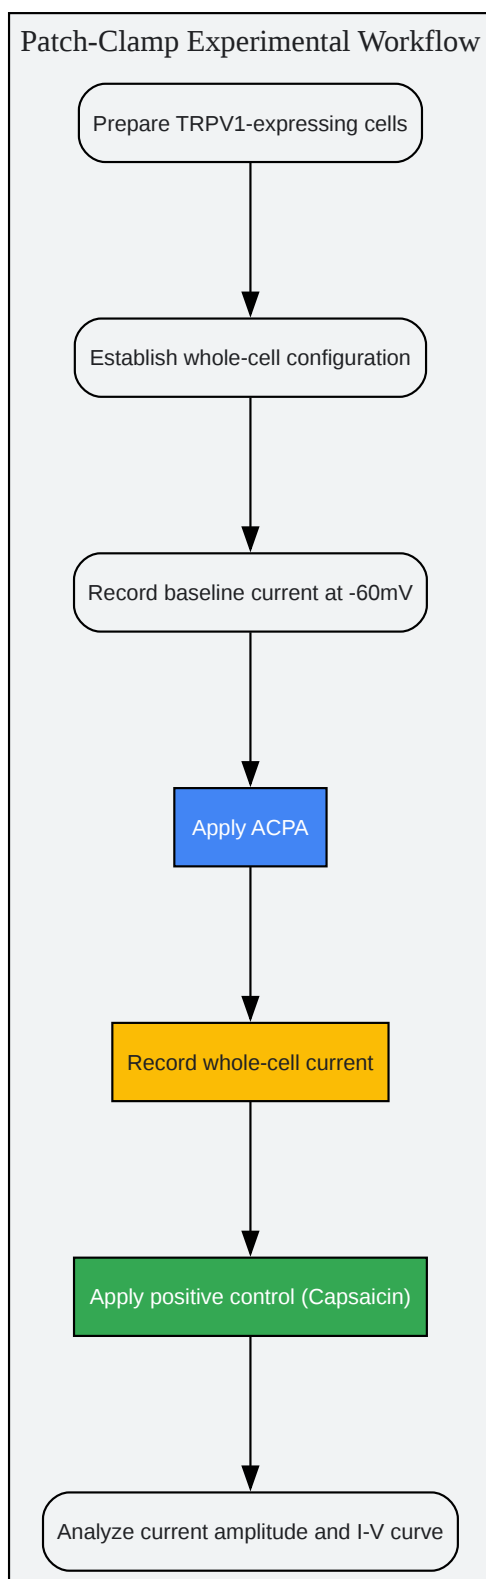 Patch-Clamp Experimental Workflow
Prepare TRPV1-expressing cells
Establish whole-cell configuration
Record baseline current at -60mV
Apply ACPA
Record whole-cell current
Apply positive control (Capsaicin)
Analyze current amplitude and I-V curve